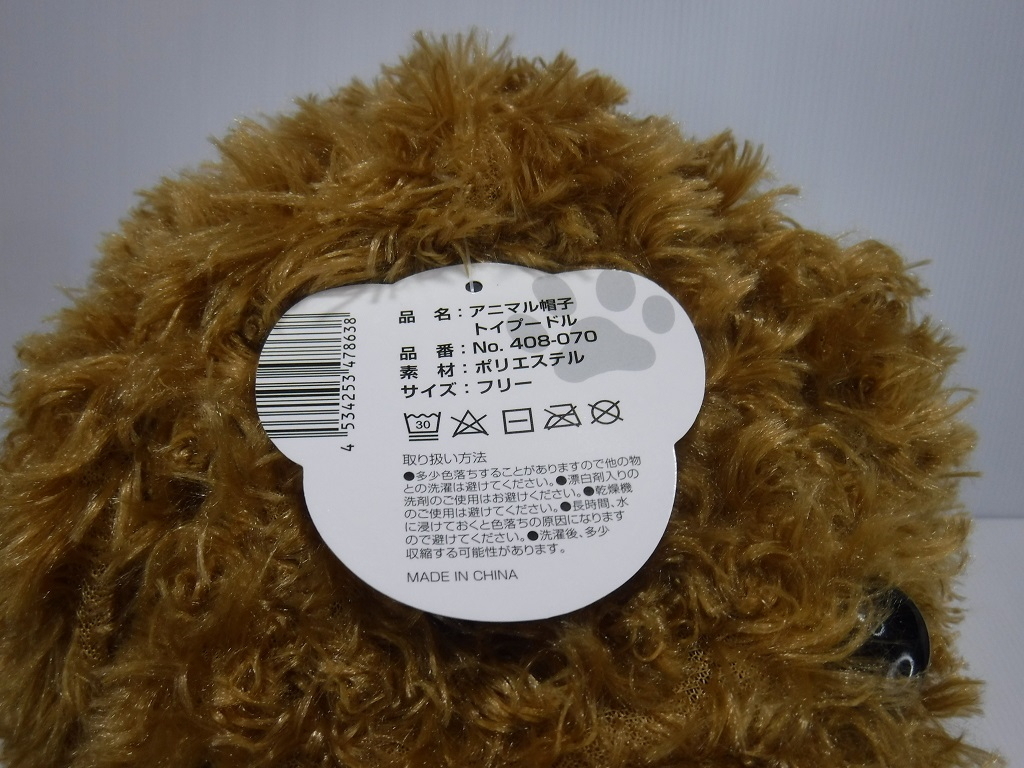 品 名：アニマル帽子
トイプードル
品 番：No. 408-070
素 材：ポリエステル
サイズ：フリー
30
取り扱い方法
●多少色落ちすることがありますので他の物
との洗濯は避けてください。●漂白剤入りの
洗剤のご使用はお避けください。●乾燥機
のご使用は避けてください。●長時間、水
に浸けておくと色落ちの原因になります
ので避けてください。●洗濯後、多少
収縮する可能性があります。
MADE IN CHINA
4 534253 478638